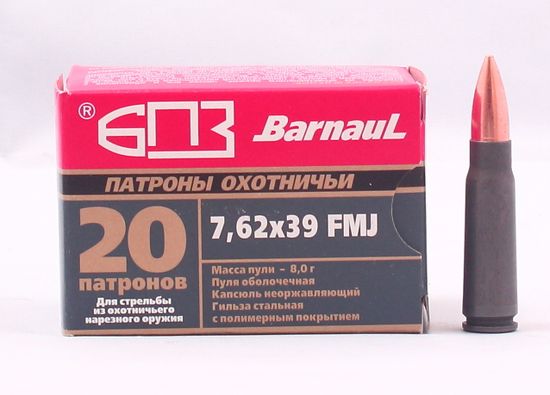 ® БПЗ BarnauL
ПАТРОНЫ ОХОТНИЧЬИ
20
ПАТРОНОВ
Для стрельбы
из охотничьего
нарезного оружия
7,62x39 FMJ
Масса пули – 8,0 г
Пуля оболочечная
Капсюль неоржавляющий
Гильза стальная
с полимерным покрытием